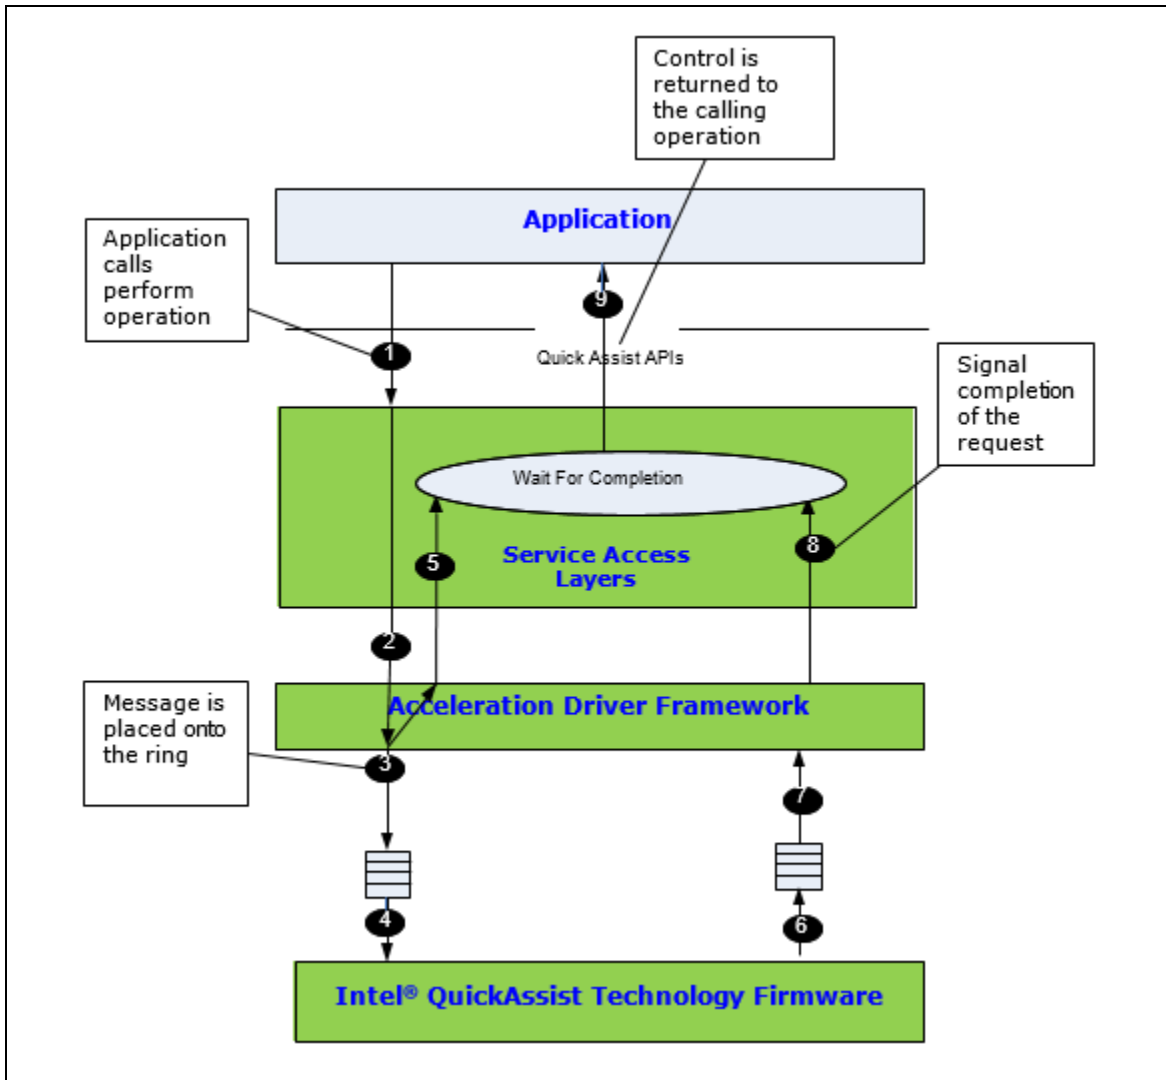 Control is
returned to
the calling
operation
Application
Application
calls
perform
operation
9
1
Quick Assist APIs
Signal
completion
of the
request
Wait For Completion
5
8
Service Access
Layers
2
Message is
placed onto
the ring
Acceleration Driver Framework
3
7
4
6
Intel® QuickAssist Technology Firmware